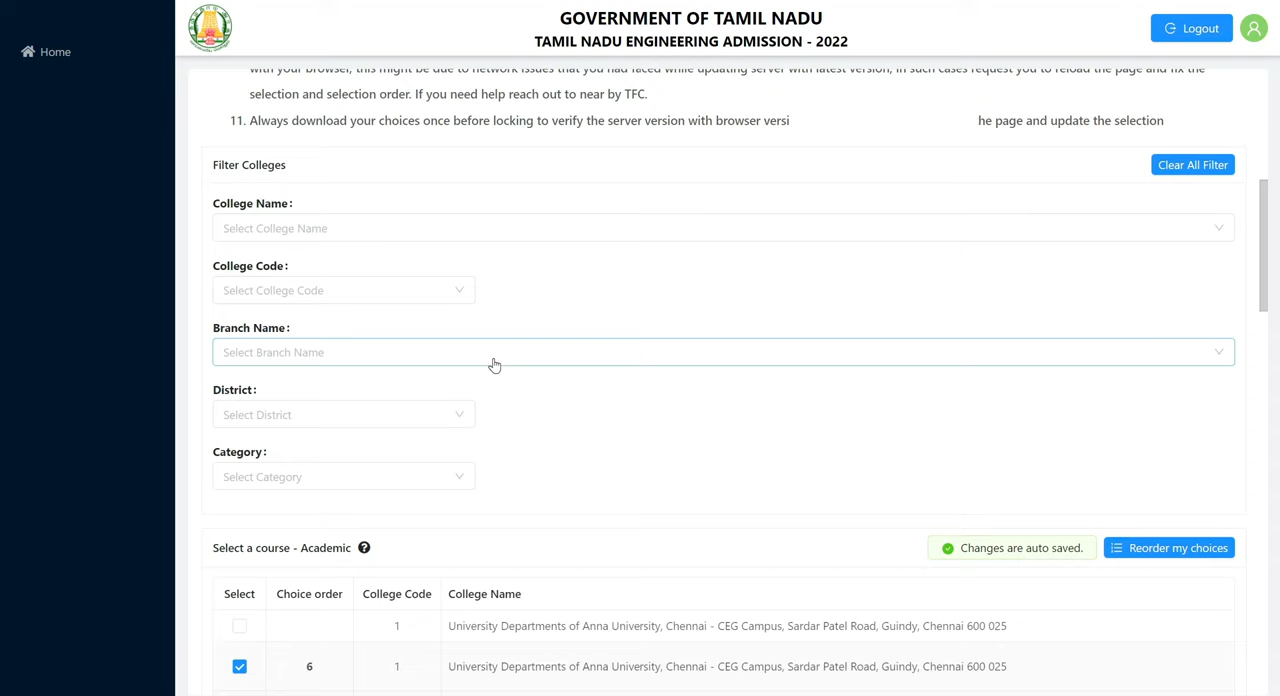 GOVERNMENT OF TAMIL NADU
TAMIL NADU ENGINEERING ADMISSION - 2022
Logout
Home
with your browser, this might be due to network issues that you had faced while updating server with latest version, in such cases request you to reload the page and fix the
selection and selection order. If you need help reach out to near by TFC.
11. Always download your choices once before locking to verify the server version with browser versi he page and update the selection
Filter Colleges
Clear All Filter
College Name:
Select College Name
College Code:
Select College Code
Branch Name:
Select Branch Name
District:
Select District
Category:
Select Category
Select a course - Academic
Changes are auto saved.
Reorder my choices
Select Choice order College Code College Name
1 University Departments of Anna University, Chennai - CEG Campus, Sardar Patel Road, Guindy, Chennai 600 025
6 1 University Departments of Anna University, Chennai - CEG Campus, Sardar Patel Road, Guindy, Chennai 600 025